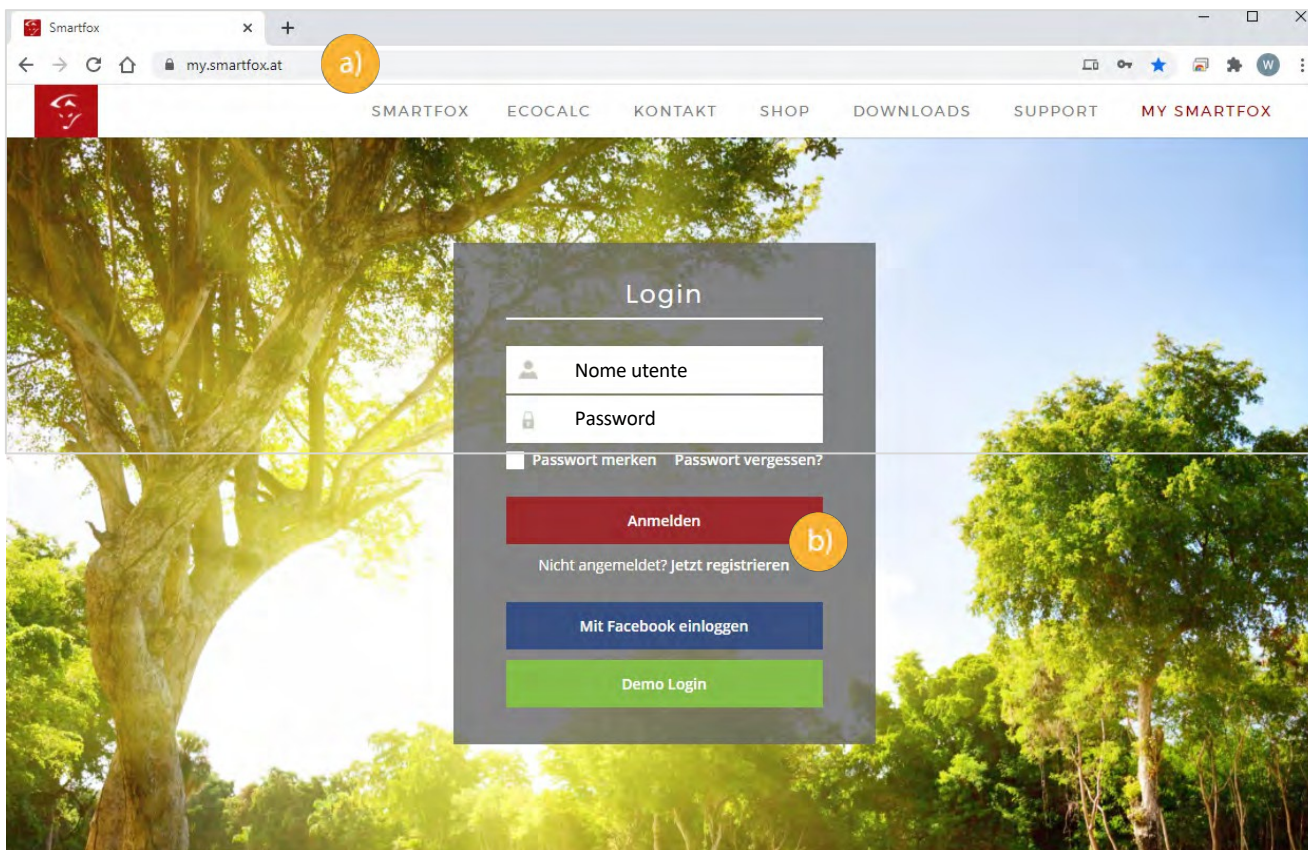 Smartfox
my.smartfox.at
a)
W
SMARTFOX ECOCALC KONTAKT SHOP DOWNLOADS SUPPORT MY SMARTFOX
Login
Nome utente
Password
Passwort merken Passwort vergessen?
Anmelden
b)
Nicht angemeldet? Jetzt registrieren
Mit Facebook einloggen
Demo Login